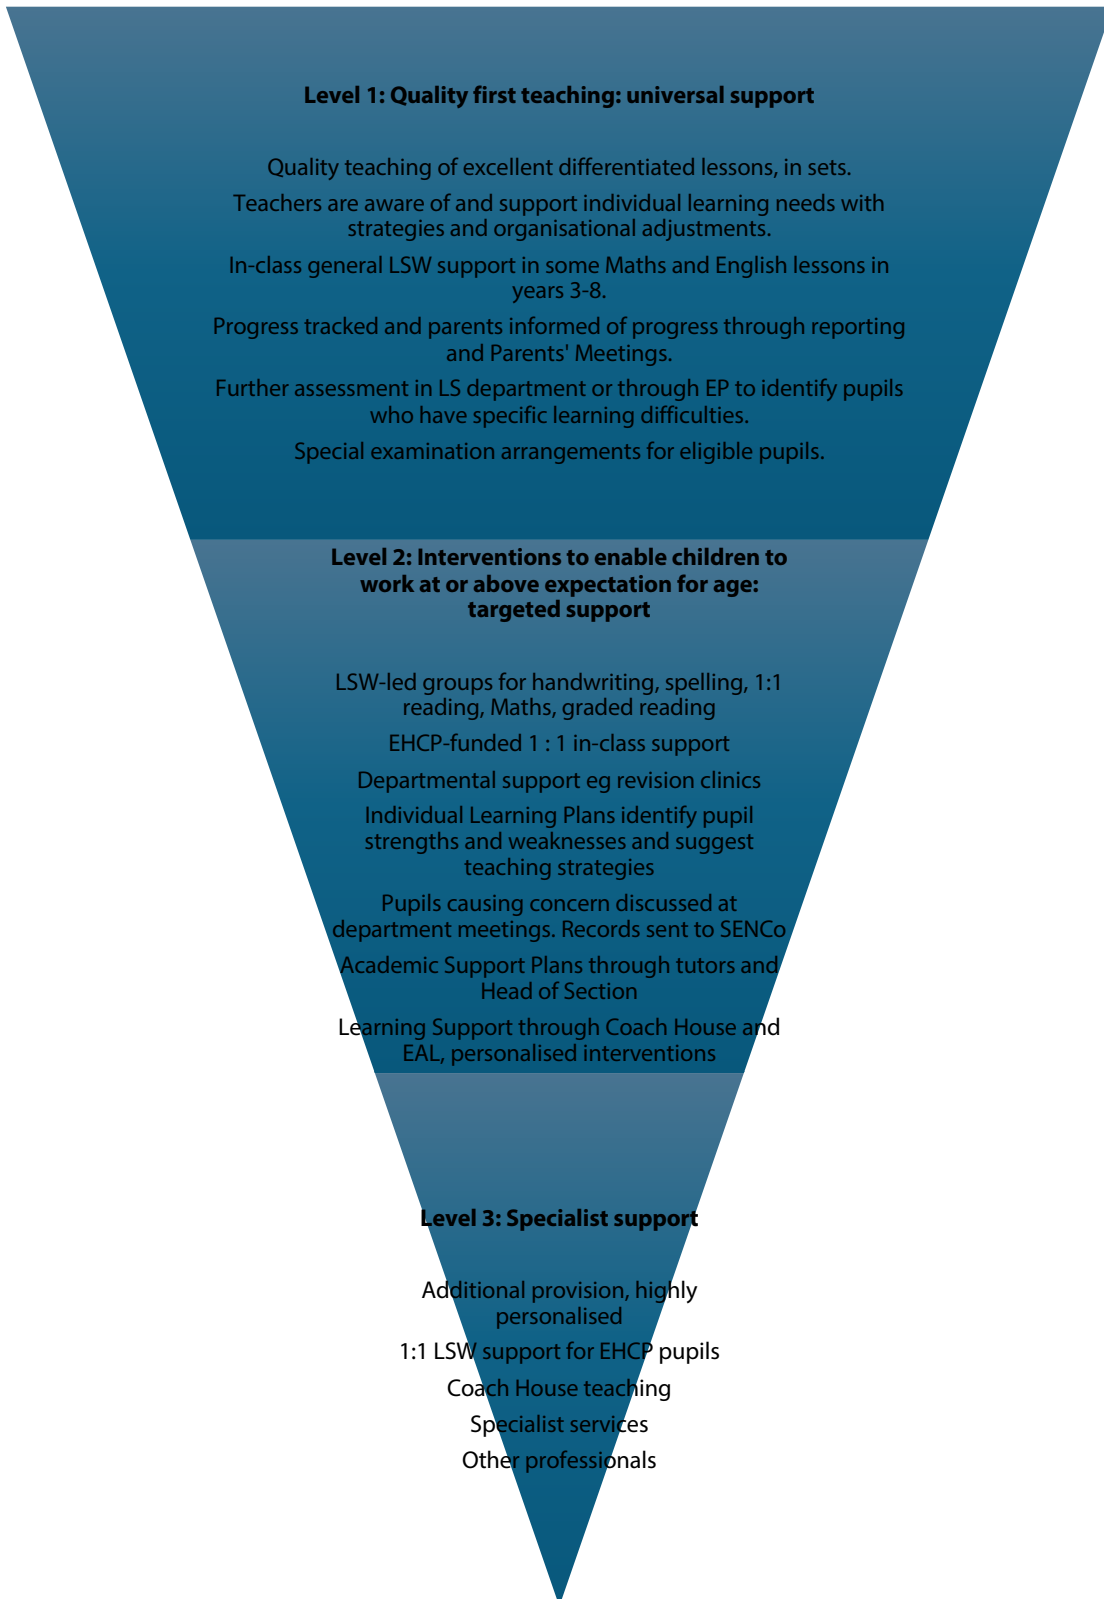 Level 1: Quality first teaching: universal support
Quality teaching of excellent differentiated lessons, in sets.
Teachers are aware of and support individual learning needs with
strategies and organisational adjustments.
In-class general LSW support in some Maths and English lessons in
years 3-8.
Progress tracked and parents informed of progress through reporting
and Parents' Meetings.
Further assessment in LS department or through EP to identify pupils
who have specific learning difficulties.
Special examination arrangements for eligible pupils.
Level 2: Interventions to enable children to
work at or above expectation for age:
targeted support
LSW-led groups for handwriting, spelling, 1:1
reading, Maths, graded reading
EHCP-funded 1 : 1 in-class support
Departmental support eg revision clinics
Individual Learning Plans identify pupil
strengths and weaknesses and suggest
teaching strategies
Pupils causing concern discussed at
department meetings. Records sent to SENCo
Academic Support Plans through tutors and
Head of Section
Learning Support through Coach House and
EAL, personalised interventions
Level 3: Specialist support
Additional provision, highly
personalised
1:1 LSW support for EHCP pupils
Coach House teaching
Specialist services
Other professionals